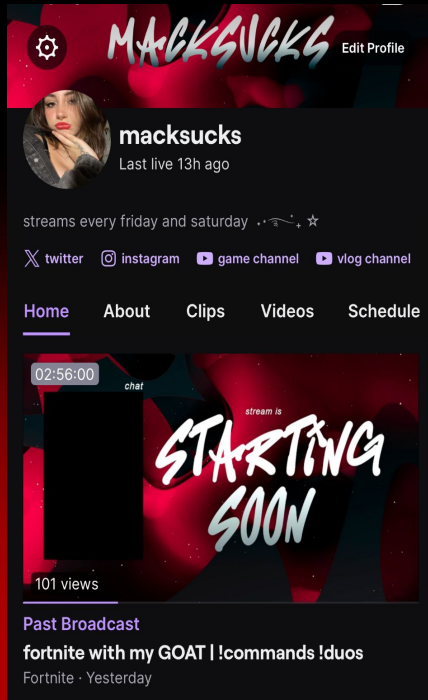 MACKSUCKS
Edit Profile
macksucks
Last live 13h ago
streams every friday and saturday ☆
twitter instagram game channel vlog channel
Home About Clips Videos Schedule
02:56:00
chat
stream is
STARTING
SOON
101 views
Past Broadcast
fortnite with my GOAT | !commands !duos
Fortnite · Yesterday